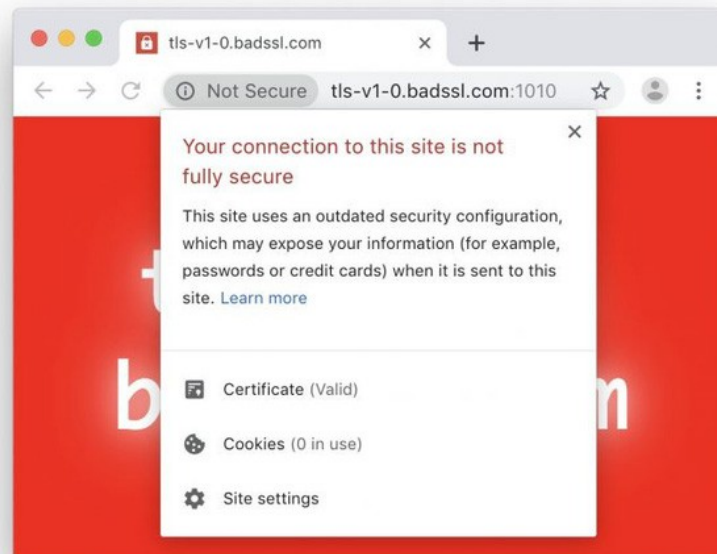 tls-v1-0.badssl.com
Not Secure tls-v1-0.badssl.com:1010
Your connection to this site is not
fully secure
This site uses an outdated security configuration,
which may expose your information (for example,
passwords or credit cards) when it is sent to this
site. Learn more
Certificate (Valid)
Cookies (0 in use)
Site settings